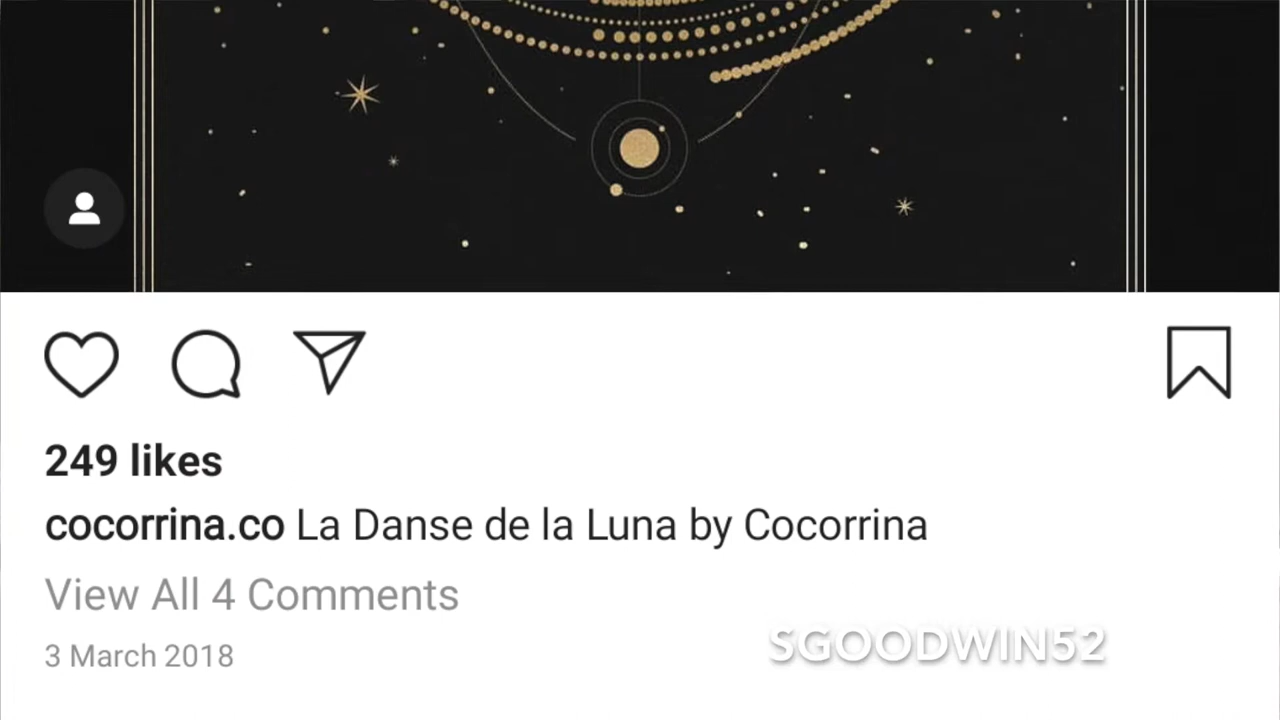 249 likes
cocorrina.co La Danse de la Luna by Cocorrina
View All 4 Comments
3 March 2018
SGOODWIN52